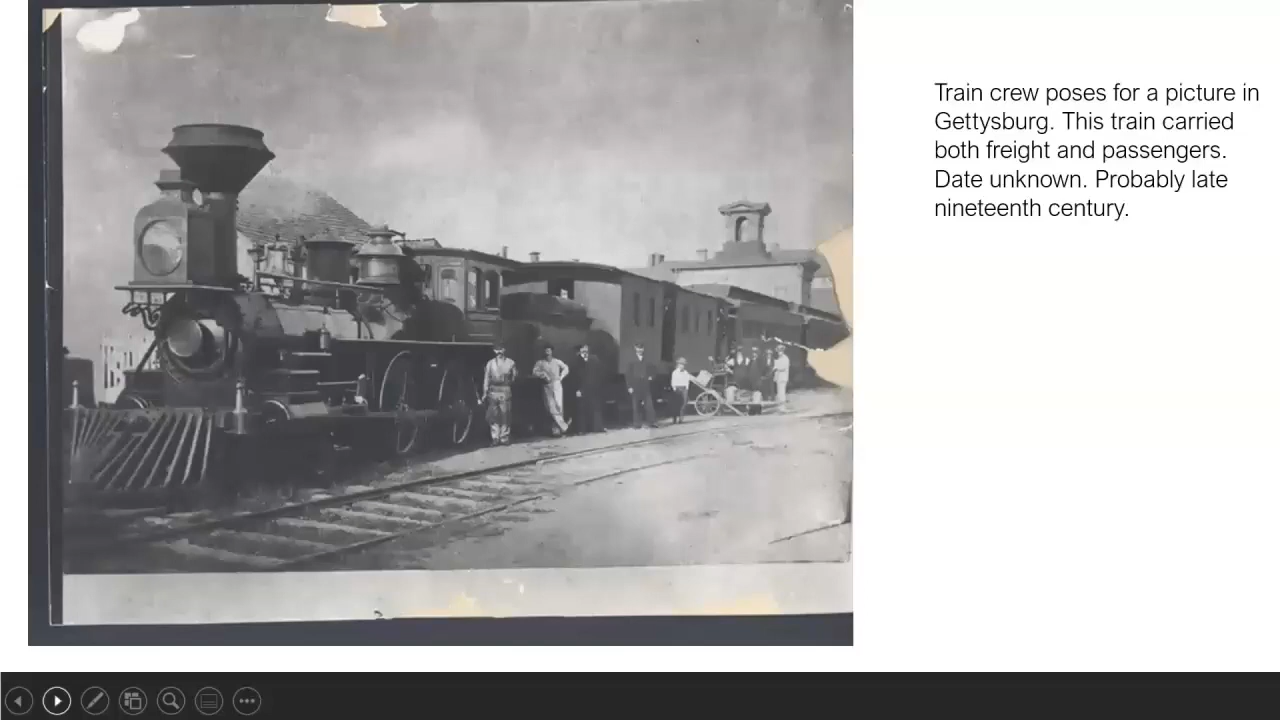 Train crew poses for a picture in
Gettysburg. This train carried
both freight and passengers.
Date unknown. Probably late
nineteenth century.